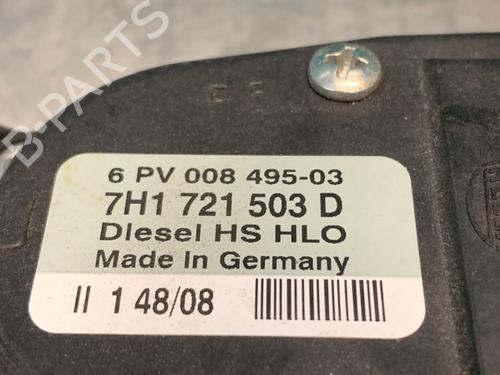 B-PARTS
6 PV 008 495-03
7H1 721 503 D
Diesel HS HLO
Made In Germany
II 1 48/08